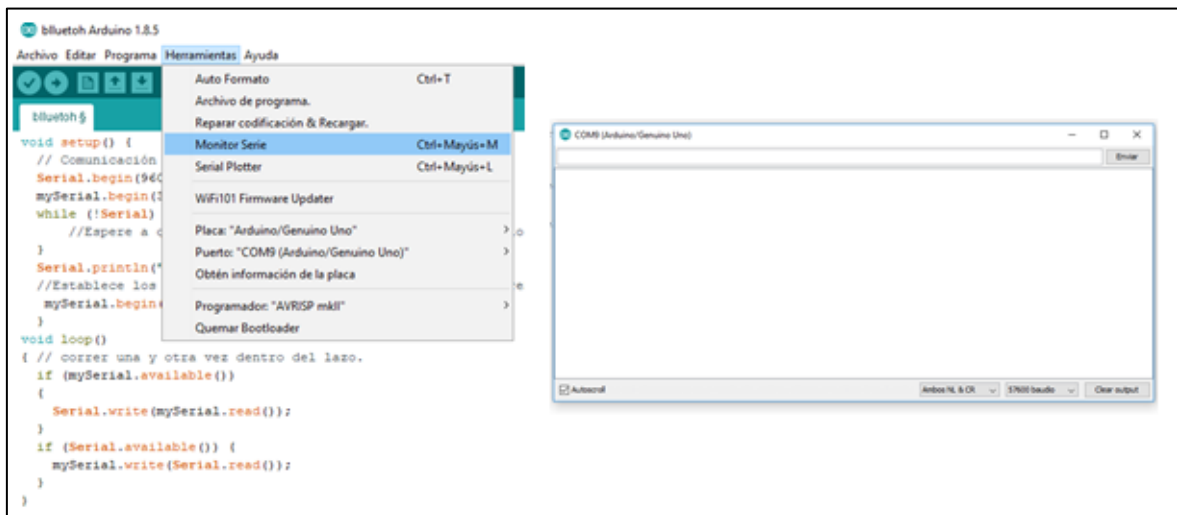 blluetoh Arduino 1.8.5
Archivo Editar Programa Herramientas Ayuda
blluetoh §
Auto Formato Ctrl+T
Archivo de programa.
Reparar codificación & Recargar.
Monitor Serie Ctrl+Mayús+M
Serial Plotter Ctrl+Mayús+L
WiFi101 Firmware Updater
Placa: "Arduino/Genuino Uno"
Puerto: "COM9 (Arduino/Genuino Uno)"
Obtén información de la placa
Programador: "AVRISP mkII"
Quemar Bootloader
void setup() {
// Comunicación
Serial.begin(960
mySerial.begin(3
while (!Serial)
//Espere a
}
Serial.println("
//Establece los
mySerial.begin
}
void loop()
{ // correr una y otra vez dentro del lazo.
if (mySerial.available())
{
Serial.write(mySerial.read());
}
if (Serial.available()) {
mySerial.write(Serial.read());
}
}
COM9 (Arduino/Genuino Uno)
Enviar
Autoscroll
Ambos NL & CR
57600 baudio
Clear output